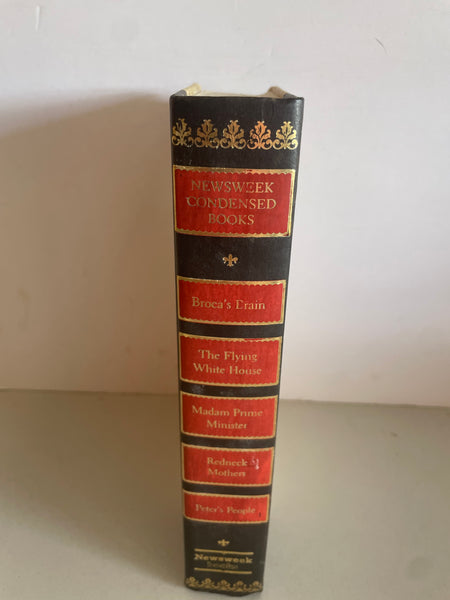 NEWSWEEK
CONDENSED
BOOKS
Broca's Brain
The Flying
White House
Madam Prime
Minister
Redneck
Mothers
Peter's People
Newsweek